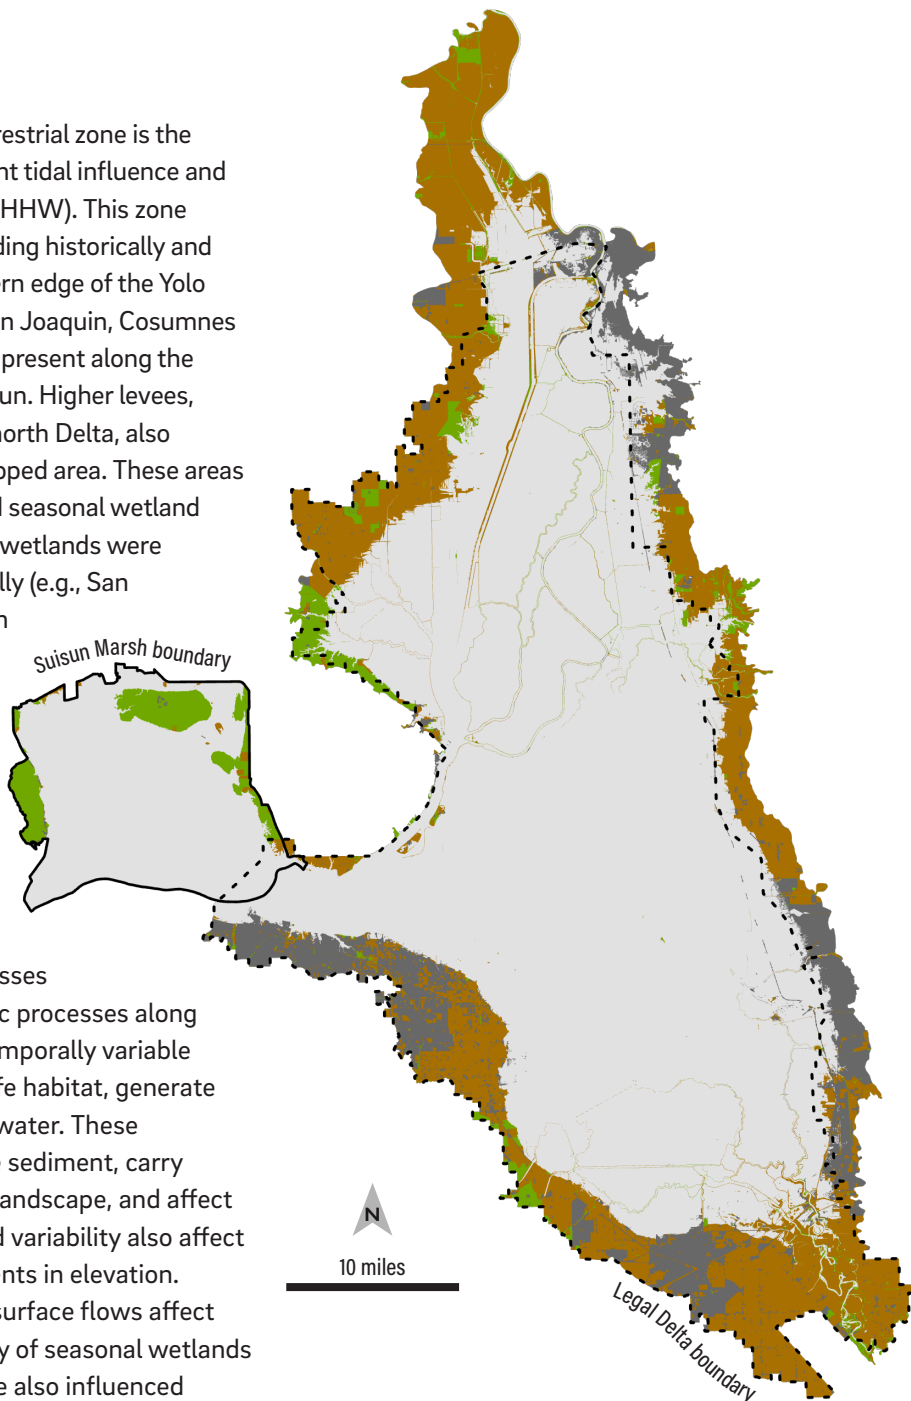 restrial zone is the
nt tidal influence and
HHW). This zone
ding historically and
ern edge of the Yolo
n Joaquin, Cosumnes
present along the
un. Higher levees,
north Delta, also
pped area. These areas
d seasonal wetland
wetlands were
lly (e.g., San
n
Suisun Marsh boundary
sses
c processes along
mporally variable
fe habitat, generate
water. These
e sediment, carry
landscape, and affect
d variability also affect
ents in elevation.
surface flows affect
y of seasonal wetlands
e also influenced
N
10 miles
Legal Delta boundary